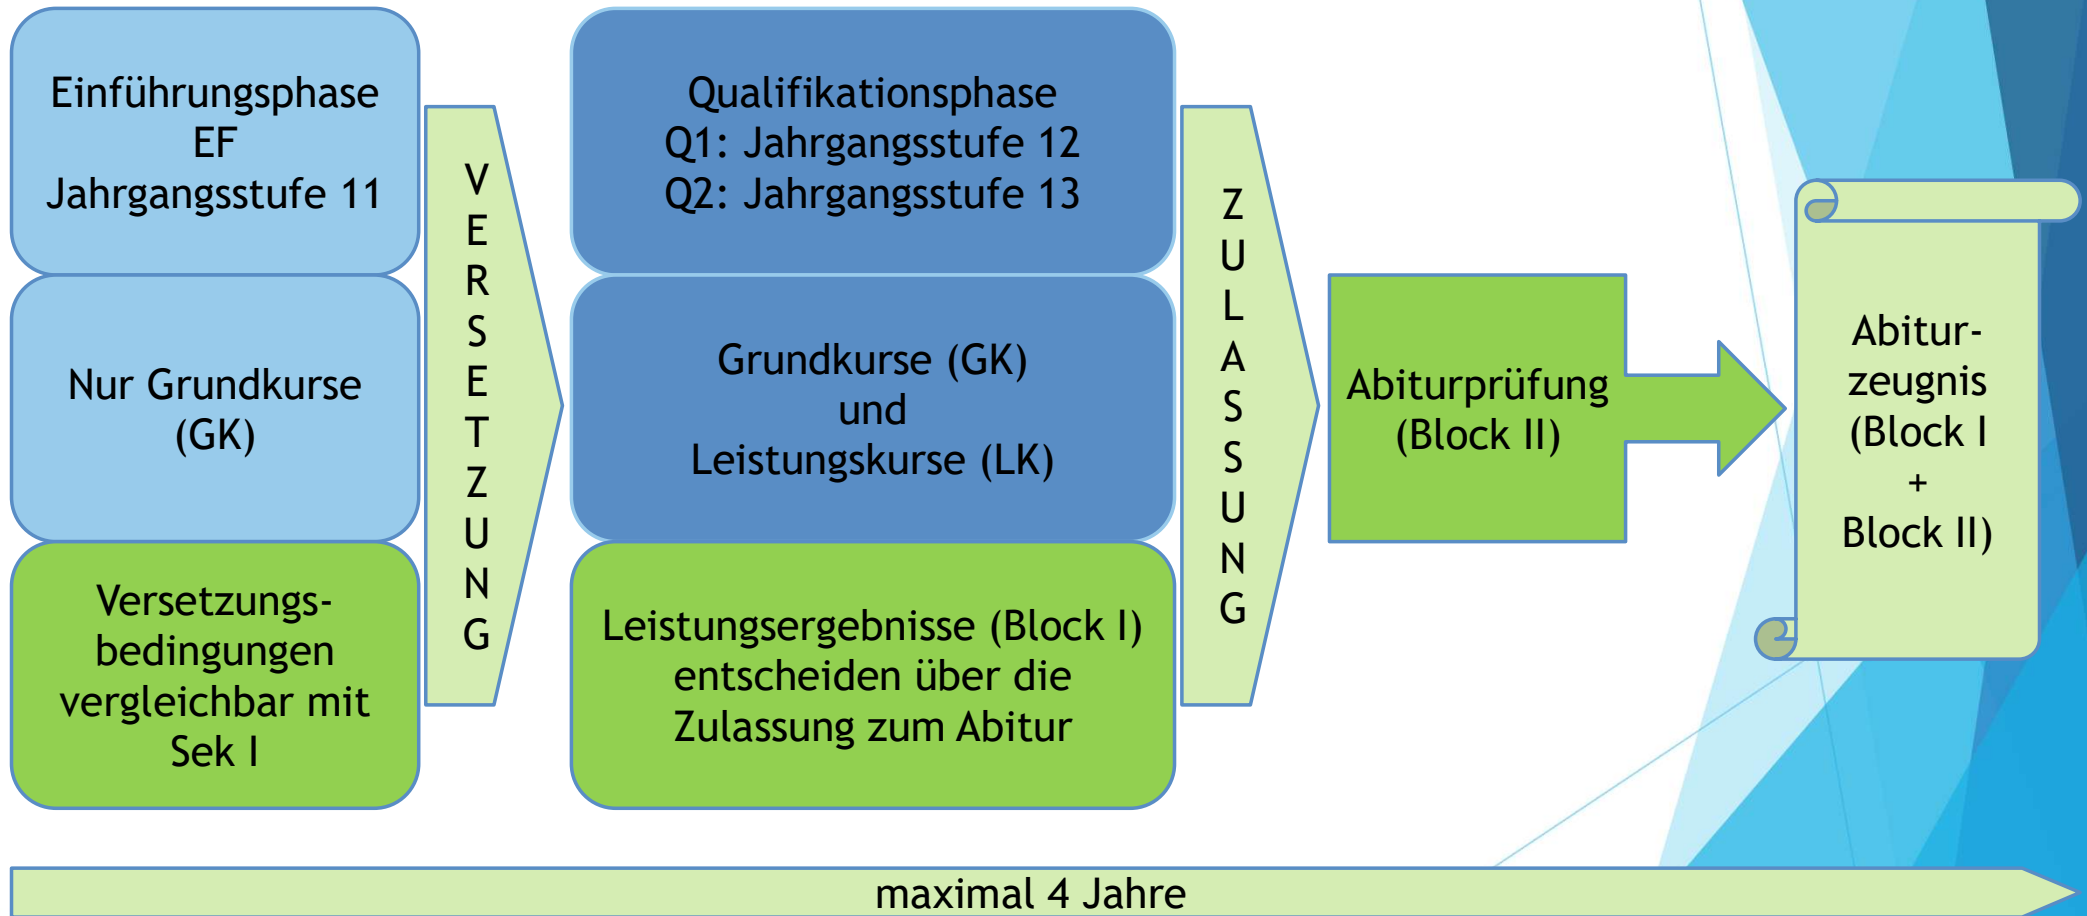 Einführungsphase
EF
Jahrgangsstufe 11
Nur Grundkurse
(GK)
Versetzungs-
bedingungen
vergleichbar mit
Sek I
VERSETZUNG
Qualifikationsphase
Q1: Jahrgangsstufe 12
Q2: Jahrgangsstufe 13
Grundkurse (GK)
und
Leistungskurse (LK)
Leistungsergebnisse (Block I)
entscheiden über die
Zulassung zum Abitur
ZULASSUNG
Abiturprüfung
(Block II)
Abitur-
zeugnis
(Block I
+
Block II)
maximal 4 Jahre